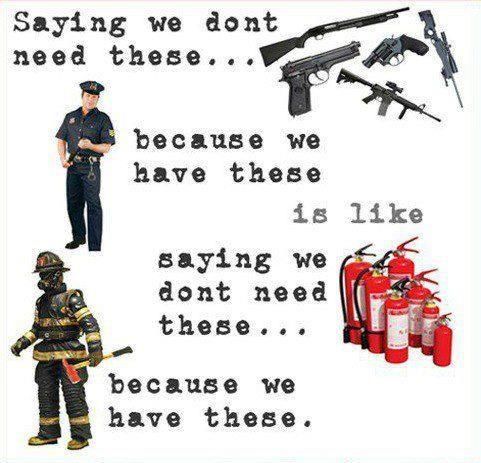 Saying we dont
need these...
because we
have these
is like
saying we
dont need
these...
because we
have these.